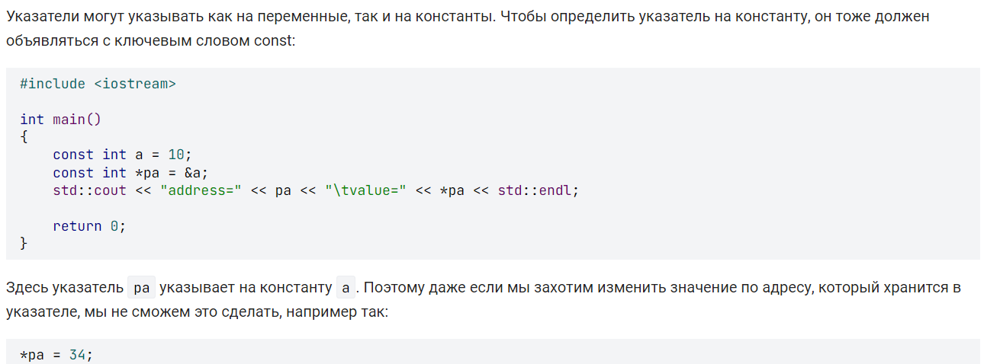 Указатели могут указывать как на переменные, так и на константы. Чтобы определить указатель на константу, он тоже должен
объявляться с ключевым словом const:
#include <iostream>
int main()
{
    const int a = 10;
    const int *pa = &a;
    std::cout << "address=" << pa << "\tvalue=" << *pa << std::endl;
    return 0;
}
Здесь указатель pa указывает на константу a. Поэтому даже если мы захотим изменить значение по адресу, который хранится в
указателе, мы не сможем это сделать, например так:
*pa = 34;